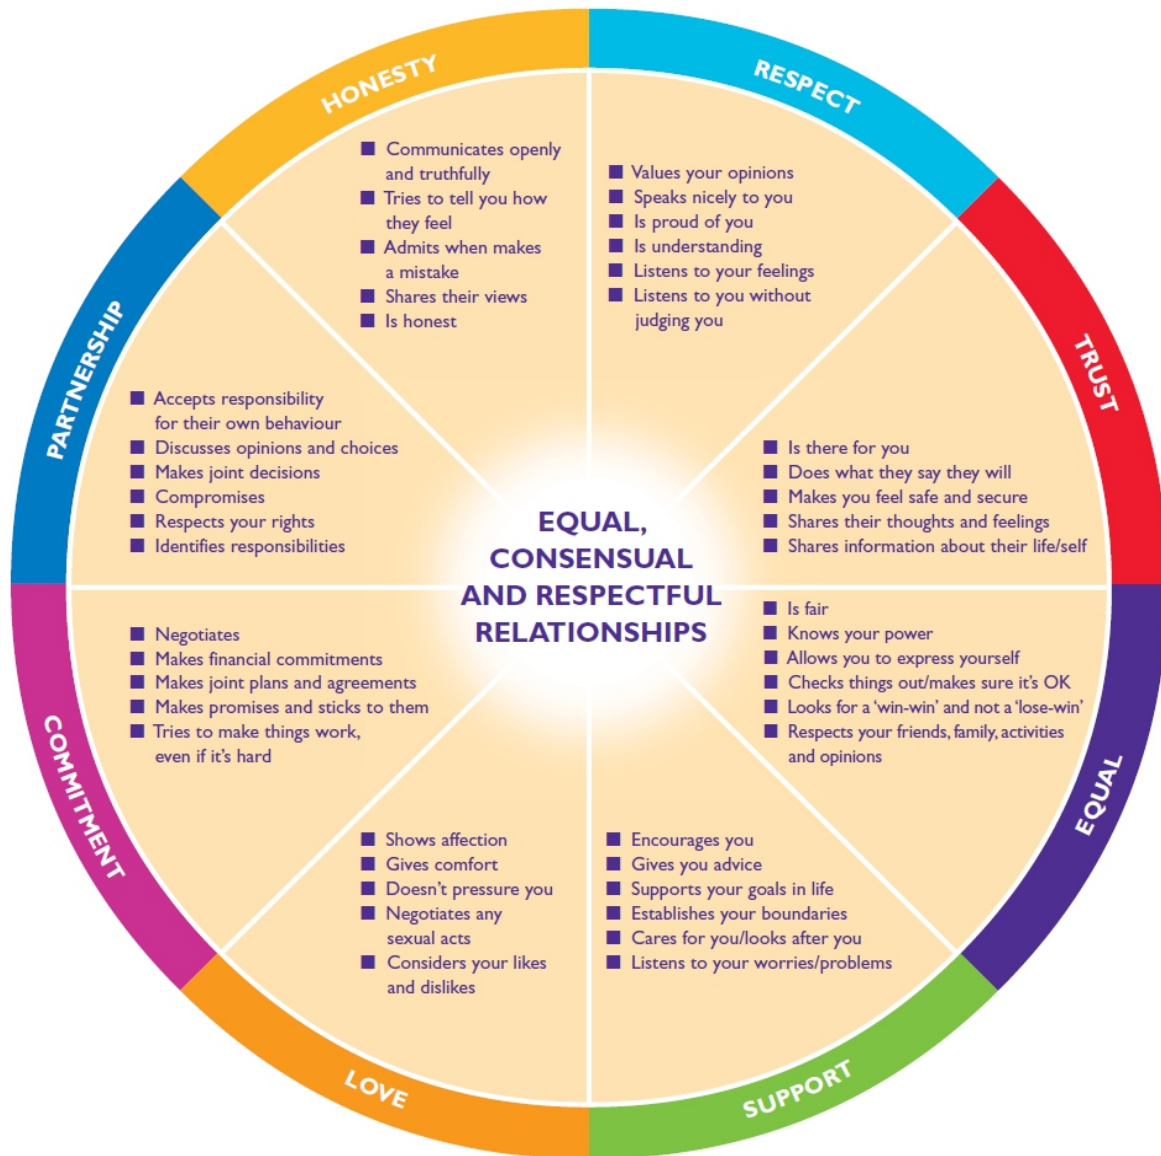 HONESTY
■ Communicates openly
and truthfully
■ Tries to tell you how
they feel
■ Admits when makes
a mistake
■ Shares their views
■ Is honest
RESPECT
■ Values your opinions
■ Speaks nicely to you
■ Is proud of you
■ Is understanding
■ Listens to your feelings
■ Listens to you without
judging you
TRUST
■ Is there for you
■ Does what they say they will
■ Makes you feel safe and secure
■ Shares their thoughts and feelings
■ Shares information about their life/self
EQUAL
■ Is fair
■ Knows your power
■ Allows you to express yourself
■ Checks things out/makes sure it’s OK
■ Looks for a ‘win-win’ and not a ‘lose-win’
■ Respects your friends, family, activities
and opinions
SUPPORT
■ Encourages you
■ Gives you advice
■ Supports your goals in life
■ Establishes your boundaries
■ Cares for you/looks after you
■ Listens to your worries/problems
LOVE
■ Shows affection
■ Gives comfort
■ Doesn’t pressure you
■ Negotiates any
sexual acts
■ Considers your likes
and dislikes
COMMITMENT
■ Negotiates
■ Makes financial commitments
■ Makes joint plans and agreements
■ Makes promises and sticks to them
■ Tries to make things work,
even if it’s hard
PARTNERSHIP
■ Accepts responsibility
for their own behaviour
■ Discusses opinions and choices
■ Makes joint decisions
■ Compromises
■ Respects your rights
■ Identifies responsibilities
EQUAL,
CONSENSUAL
AND RESPECTFUL
RELATIONSHIPS